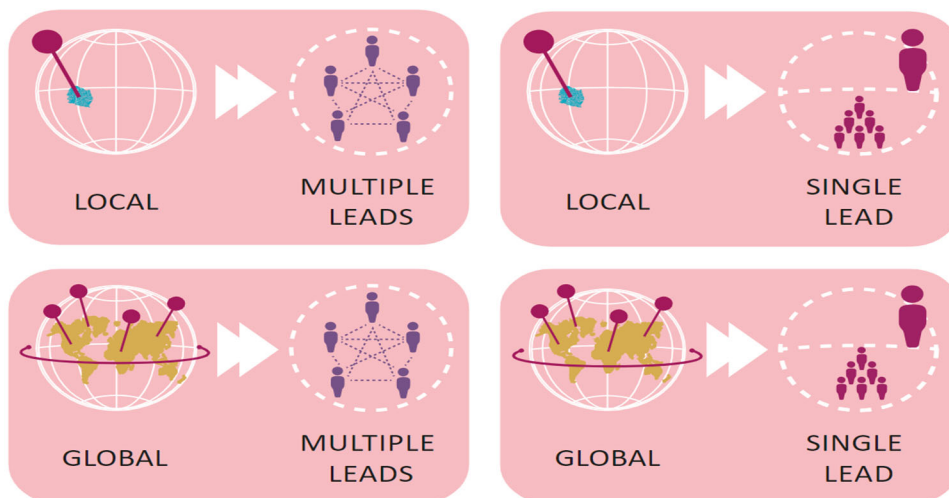 LOCAL
MULTIPLE
LEADS
LOCAL
SINGLE
LEAD
GLOBAL
MULTIPLE
LEADS
GLOBAL
SINGLE
LEAD